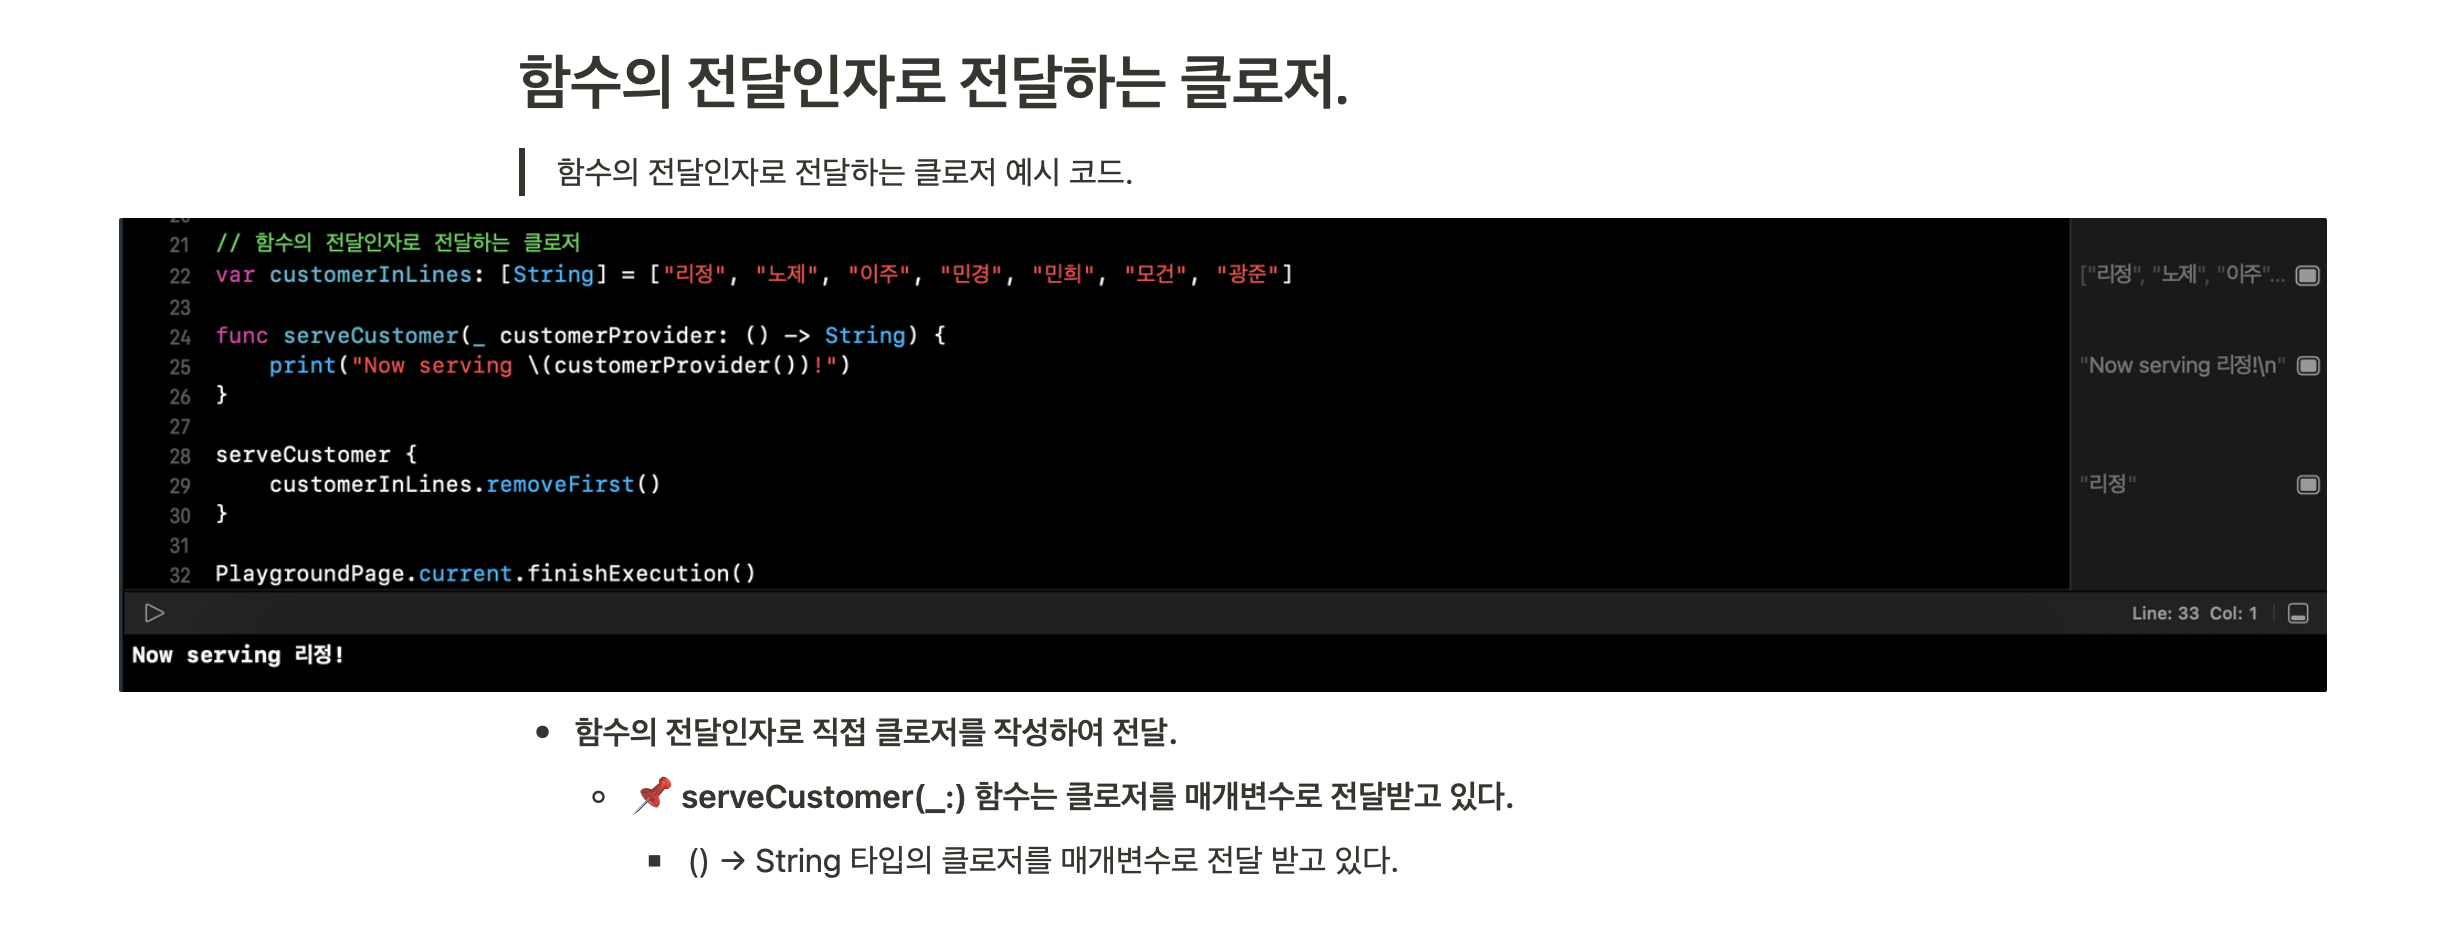 함수의 전달인자로 전달하는 클로저.
함수의 전달인자로 전달하는 클로저 예시 코드.
20
21 // 함수의 전달인자로 전달하는 클로저
22 var customerInLines: [String] = ["리정", "노제", "이주", "민경", "민희", "모건", "광준"]
["리정", "노제", "이주"...
23
24 func serveCustomer(_ customerProvider: () -> String) {
25     print("Now serving \(customerProvider())!")
"Now serving 리정!\n"
26 }
27
28 serveCustomer {
29     customerInLines.removeFirst()
"리정"
30 }
31
32 PlaygroundPage.current.finishExecution()
Line: 33 Col: 1
Now serving 리정!
• 함수의 전달인자로 직접 클로저를 작성하여 전달.
◦ 📌 serveCustomer(_:) 함수는 클로저를 매개변수로 전달받고 있다.
▪ () → String 타입의 클로저를 매개변수로 전달 받고 있다.